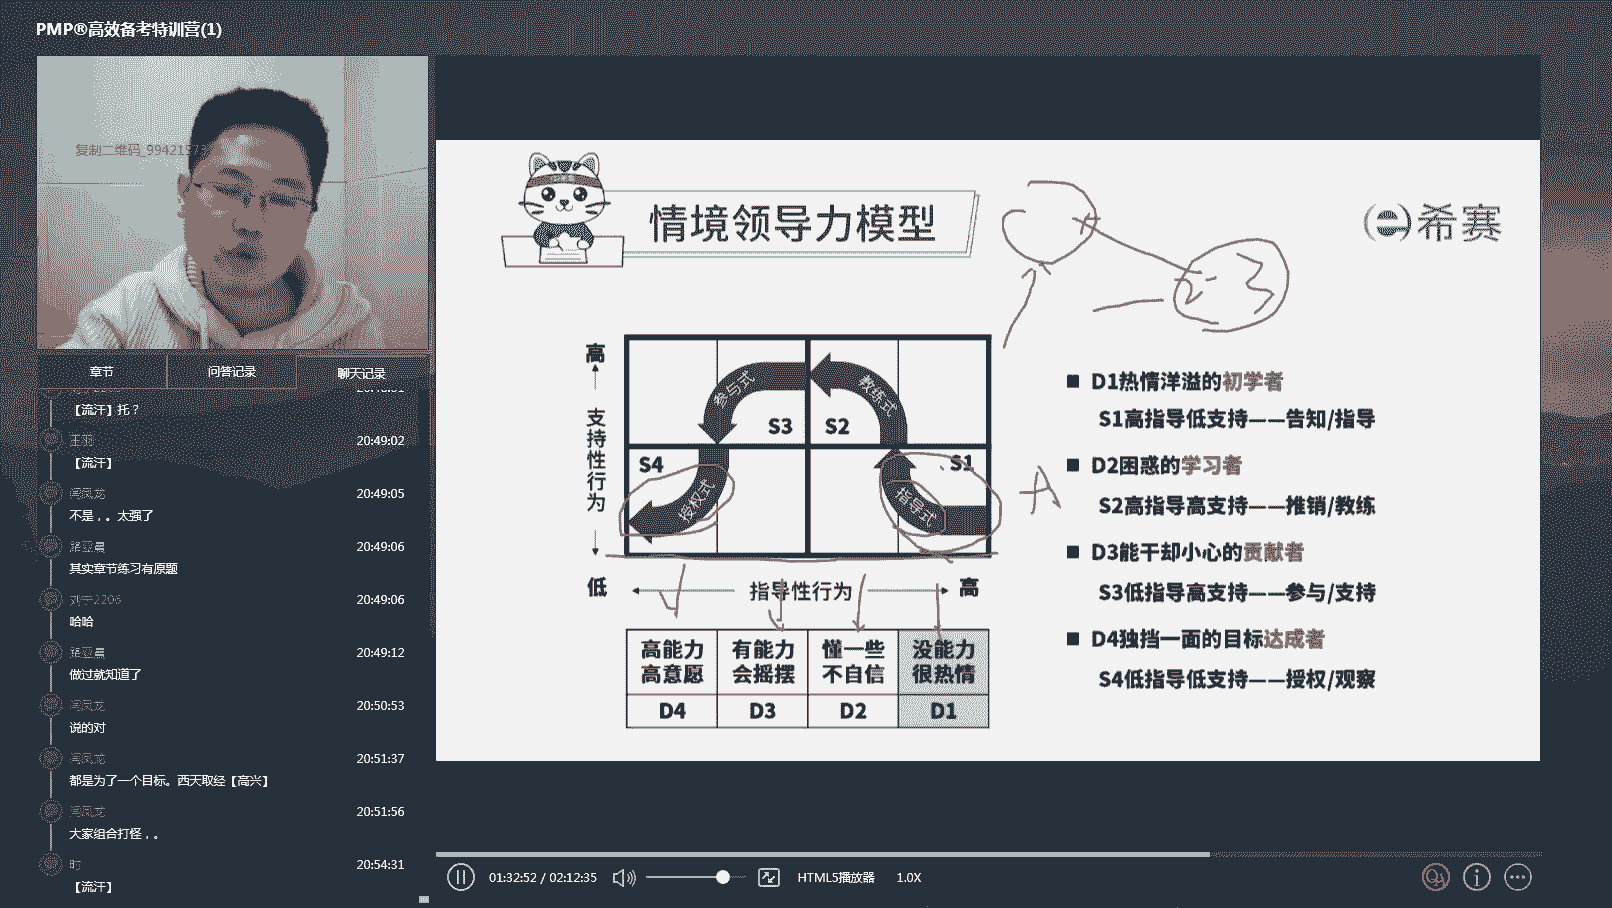 PMP®高效备考特训营(1)
复制二维码_9942157
章节
问答记录
聊天记录
【流汗】托？
王羽
20:49:02
【流汗】
闫凤龙
20:49:05
不是，。太强了
20:49:06
其实章节练习有原题
刘宇2206
20:49:06
哈哈
20:49:12
做过就知道了
闫凤龙
20:50:53
说的对
闫凤龙
20:51:37
都是为了一个目标。西天取经【高兴】
闫凤龙
20:51:56
大家组合打怪，。
时
20:54:31
【流汗】
情境领导力模型
希赛
2 3
A
高
支持性行为
低
参与式
教练式
S3
S2
S4
S1
授权式
指导式
指导性行为
高
高能力
高意愿
有能力
会摇摆
懂一些
不自信
没能力
很热情
D4
D3
D2
D1
■ D1热情洋溢的初学者
S1高指导低支持——告知/指导
■ D2困惑的学习者
S2高指导高支持——推销/教练
■ D3能干却小心的贡献者
S3低指导高支持——参与/支持
■ D4独挡一面的目标达成者
S4低指导低支持——授权/观察
01:32:52 / 02:12:35
HTML5播放器
1.0X